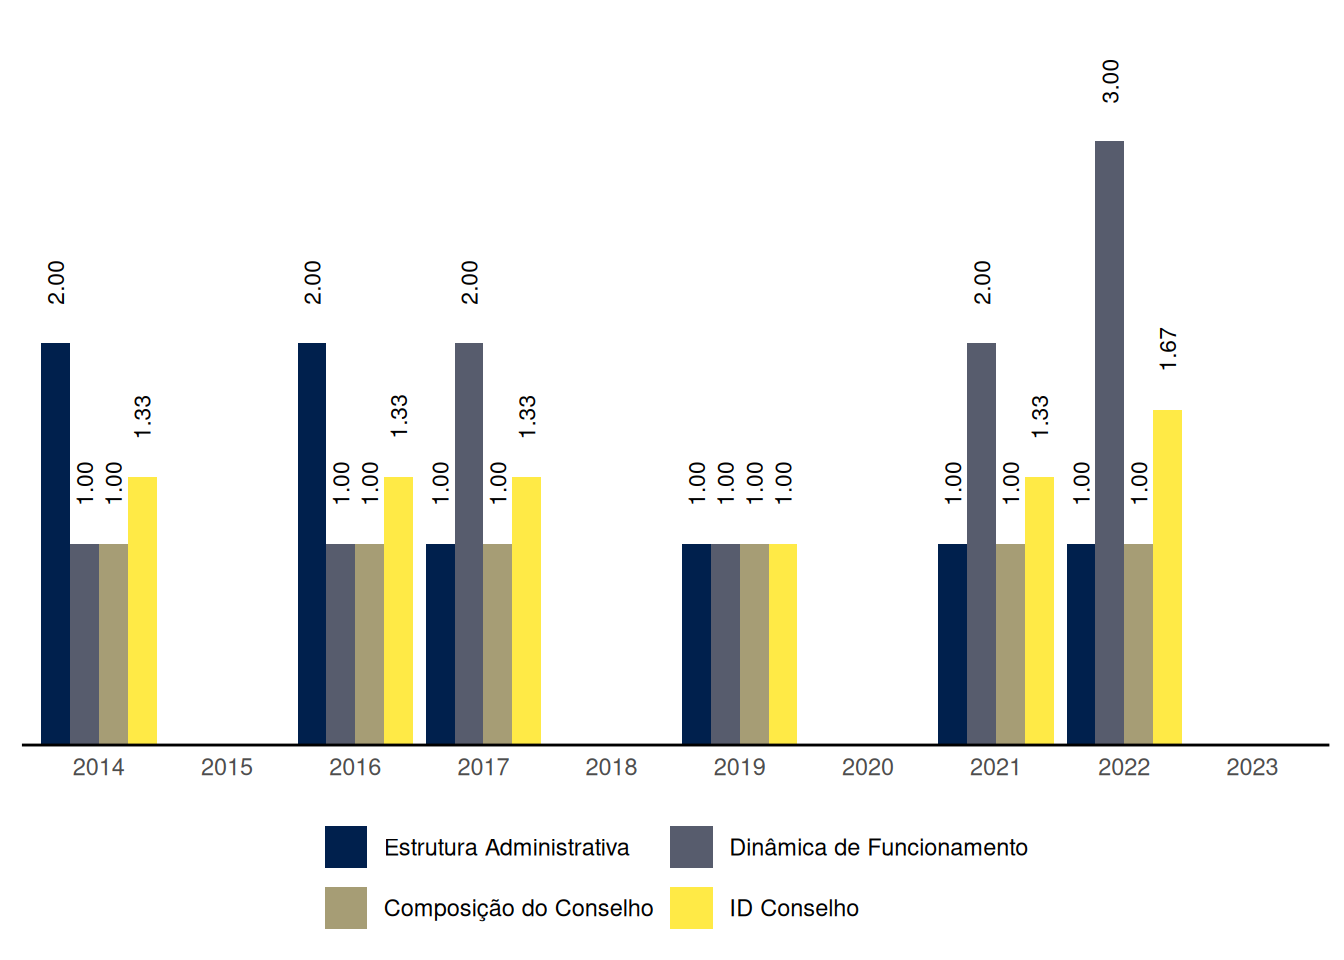 3.00
2.00 2.00 2.00 2.00
1.67
1.33 1.33 1.33 1.33
1.00 1.00 1.00 1.00 1.00 1.00 1.00 1.00 1.00 1.00 1.00 1.00 1.00 1.00
2014 2015 2016 2017 2018 2019 2020 2021 2022 2023
Estrutura Administrativa Dinâmica de Funcionamento
Composição do Conselho ID Conselho